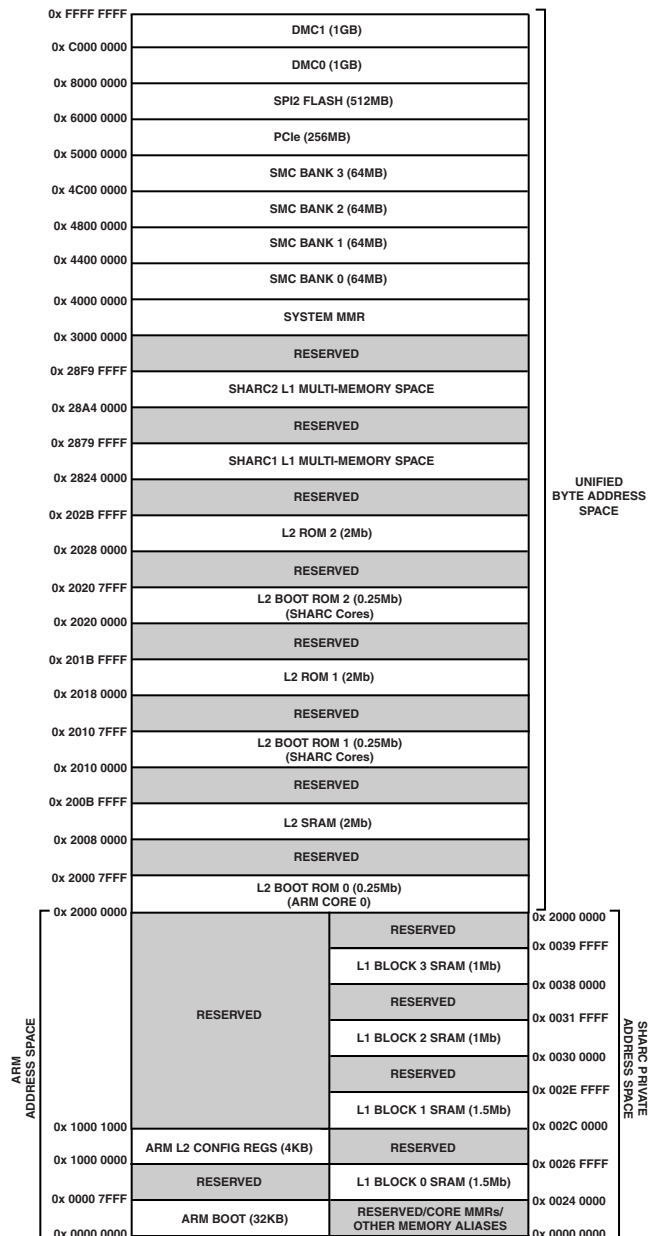 0x FFFF FFFF
DMC1 (1GB)
0x C000 0000
DMC0 (1GB)
0x 8000 0000
SPI2 FLASH (512MB)
0x 6000 0000
PCIe (256MB)
0x 5000 0000
SMC BANK 3 (64MB)
0x 4C00 0000
SMC BANK 2 (64MB)
0x 4800 0000
SMC BANK 1 (64MB)
0x 4400 0000
SMC BANK 0 (64MB)
0x 4000 0000
SYSTEM MMR
0x 3000 0000
RESERVED
0x 28F9 FFFF
SHARC2 L1 MULTI-MEMORY SPACE
0x 28A4 0000
RESERVED
0x 2879 FFFF
SHARC1 L1 MULTI-MEMORY SPACE
0x 2824 0000
RESERVED
0x 202B FFFF
L2 ROM 2 (2Mb)
0x 2028 0000
RESERVED
0x 2020 7FFF
L2 BOOT ROM 2 (0.25Mb)
(SHARC Cores)
0x 2020 0000
RESERVED
0x 201B FFFF
L2 ROM 1 (2Mb)
0x 2018 0000
RESERVED
0x 2010 7FFF
L2 BOOT ROM 1 (0.25Mb)
(SHARC Cores)
0x 2010 0000
RESERVED
0x 200B FFFF
L2 SRAM (2Mb)
0x 2008 0000
RESERVED
0x 2000 7FFF
L2 BOOT ROM 0 (0.25Mb)
(ARM CORE 0)
0x 2000 0000
UNIFIED
BYTE ADDRESS
SPACE
ARM
ADDRESS SPACE
RESERVED
0x 1000 1000
ARM L2 CONFIG REGS (4KB)
0x 1000 0000
RESERVED
0x 0000 7FFF
ARM BOOT (32KB)
0x 0000 0000
0x 2000 0000
RESERVED
0x 0039 FFFF
L1 BLOCK 3 SRAM (1Mb)
0x 0038 0000
RESERVED
0x 0031 FFFF
L1 BLOCK 2 SRAM (1Mb)
0x 0030 0000
RESERVED
0x 002E FFFF
L1 BLOCK 1 SRAM (1.5Mb)
0x 002C 0000
RESERVED
0x 0026 FFFF
L1 BLOCK 0 SRAM (1.5Mb)
0x 0024 0000
RESERVED/CORE MMRs/
OTHER MEMORY ALIASES
0x 0000 0000
SHARC PRIVATE
ADDRESS SPACE